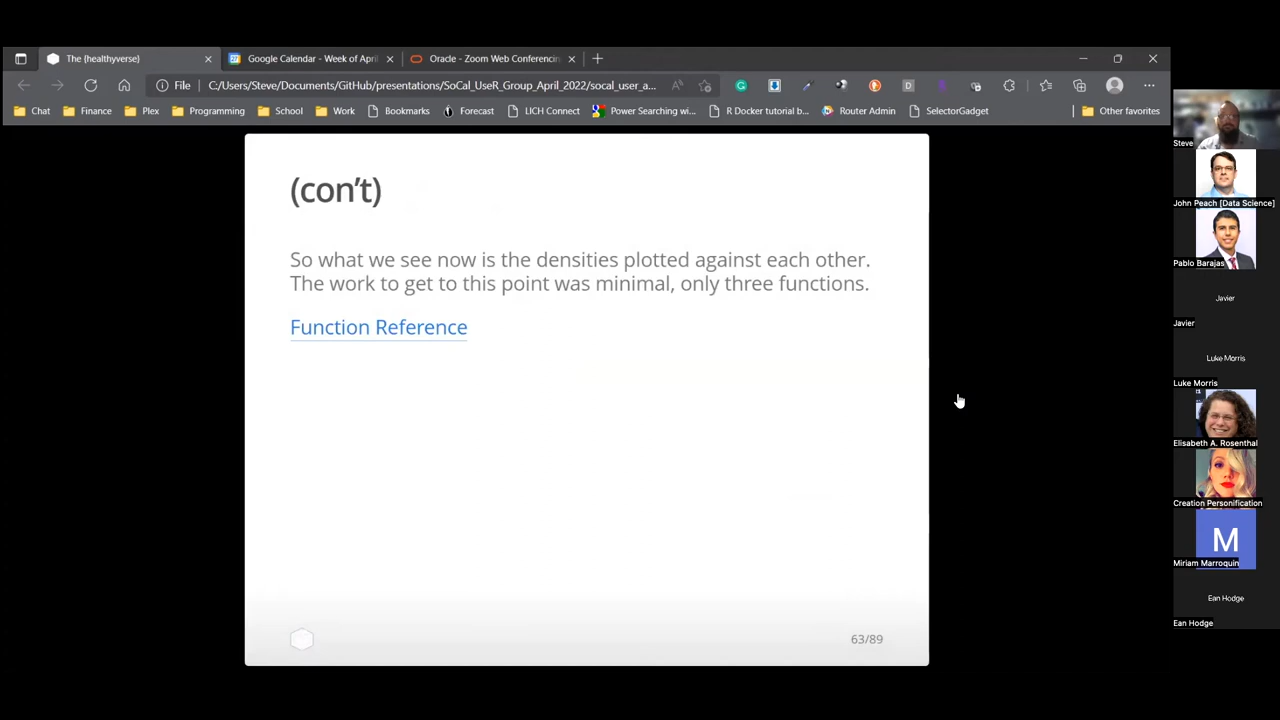 The {healthyverse}
Google Calendar - Week of April
Oracle - Zoom Web Conferencin
File
C:/Users/Steve/Documents/GitHub/presentations/SoCal_UseR_Group_April_2022/socal_user_a...
Chat
Finance
Plex
Programming
School
Work
Bookmarks
Forecast
LICH Connect
Power Searching wi...
R Docker tutorial b...
Router Admin
SelectorGadget
Other favorites
(con't)
So what we see now is the densities plotted against each other.
The work to get to this point was minimal, only three functions.
Function Reference
63/89
Steve
John Peach [Data Science]
Pablo Barajas
Javier
Javier
Luke Morris
Luke Morris
Elisabeth A. Rosenthal
Creation Personification
M
Miriam Marroquin
Ean Hodge
Ean Hodge